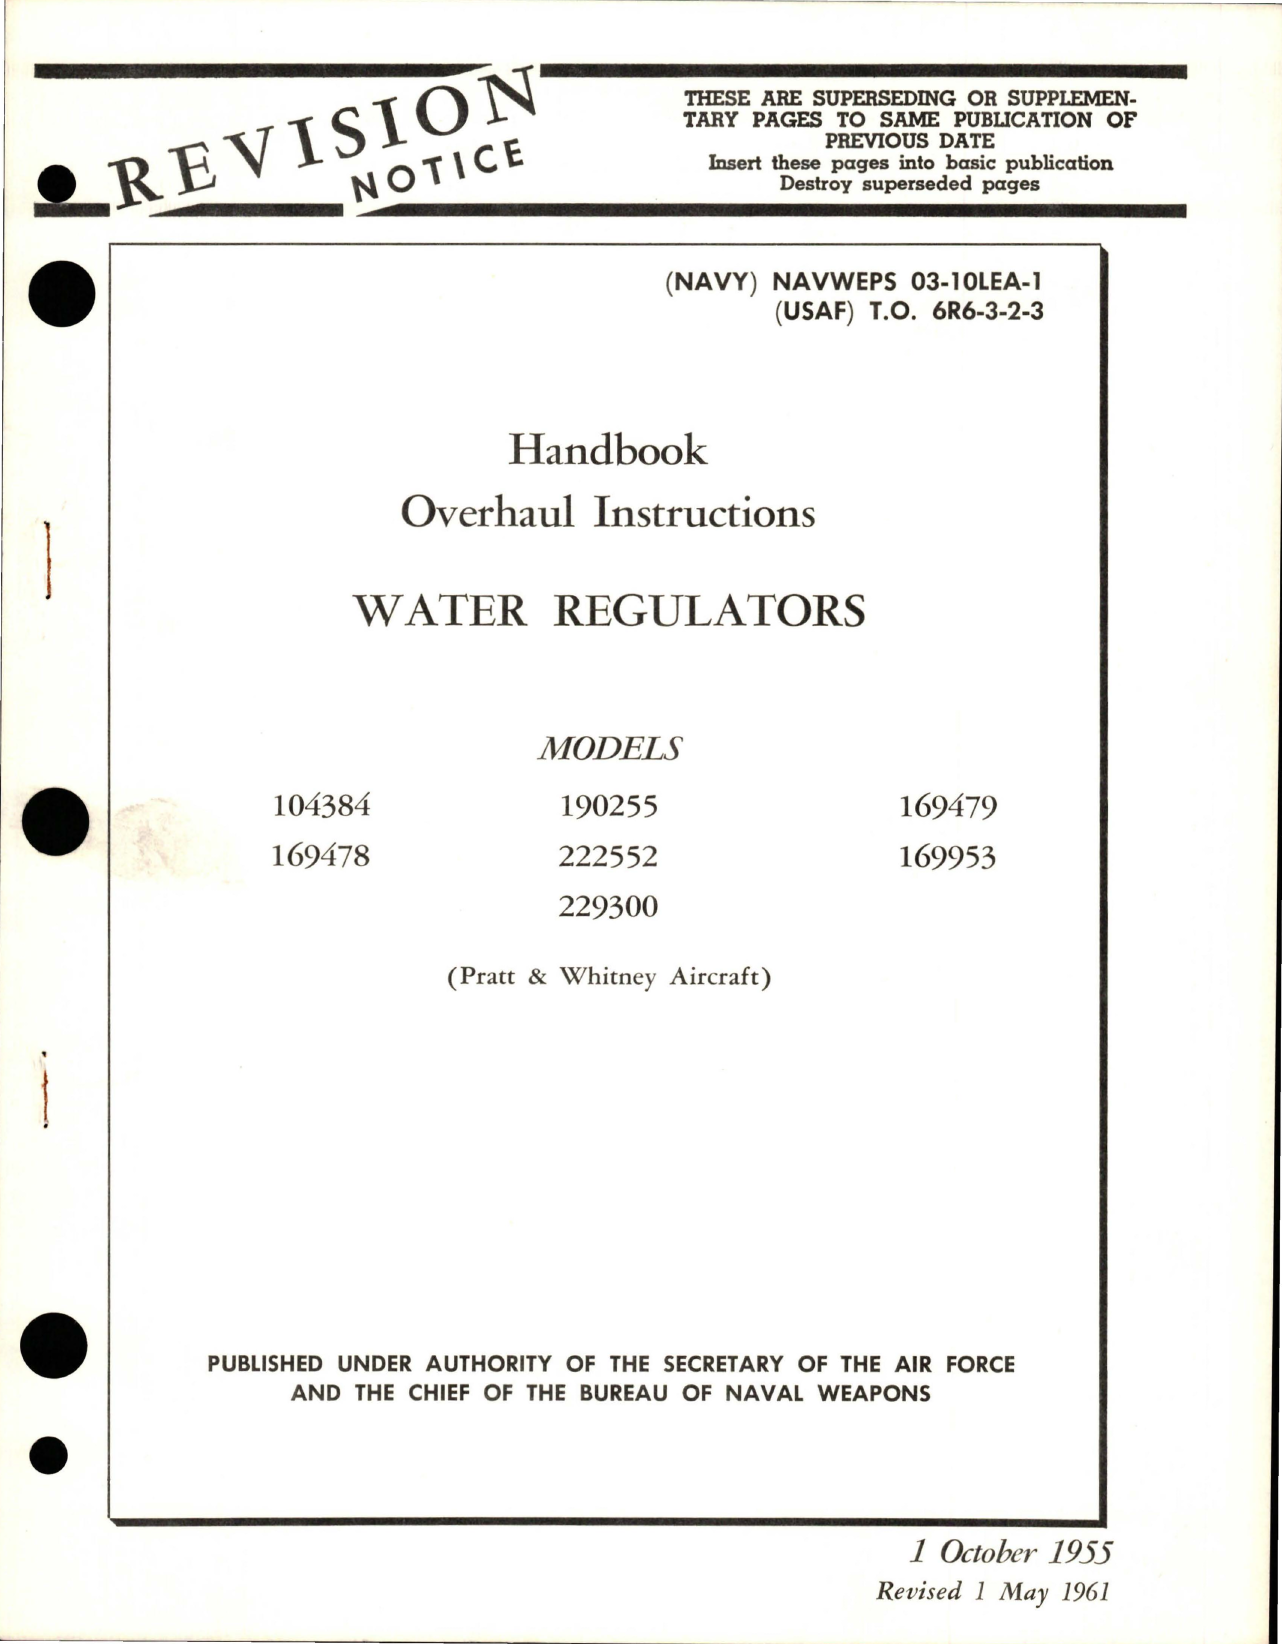 REVISION
NOTICE
THESE ARE SUPERSEDING OR SUPPLEMEN-
TARY PAGES TO SAME PUBLICATION OF
PREVIOUS DATE
Insert these pages into basic publication
Destroy superseded pages
(NAVY) NAVWEPS 03-10LEA-1
(USAF) T.O. 6R6-3-2-3
Handbook
Overhaul Instructions
WATER REGULATORS
MODELS
104384 190255 169479
169478 222552 169953
229300
(Pratt & Whitney Aircraft)
PUBLISHED UNDER AUTHORITY OF THE SECRETARY OF THE AIR FORCE
AND THE CHIEF OF THE BUREAU OF NAVAL WEAPONS
1 October 1955
Revised 1 May 1961